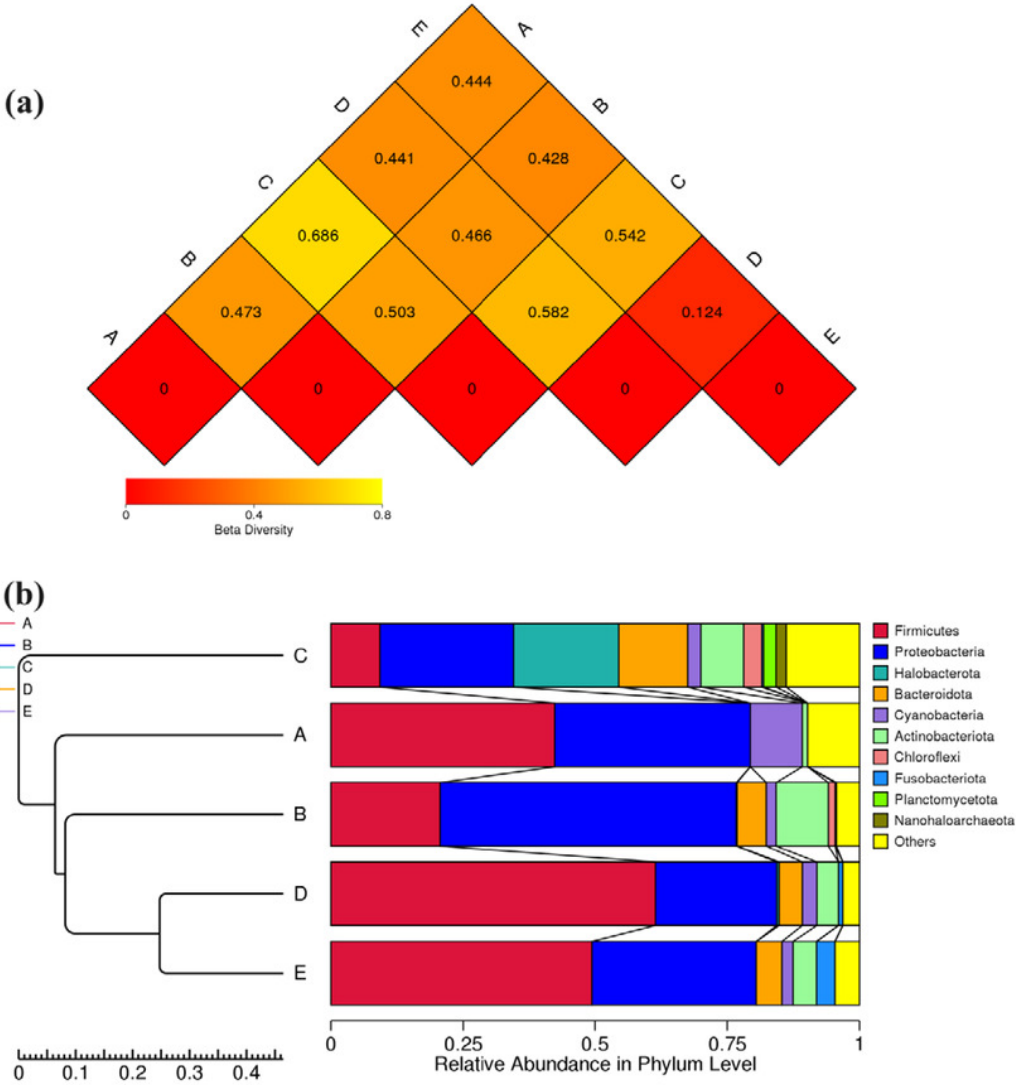 (a)
E A
0.444
D B
0.441 0.428
C C
0.686 0.466 0.542
B D
0.473 0.503 0.582 0.124
A E
0 0 0 0 0
0 0.4 0.8
Beta Diversity
(b)
A
B
C
D
E
C
A
B
D
E
0 0.1 0.2 0.3 0.4
Firmicutes
Proteobacteria
Halobacterota
Bacteroidota
Cyanobacteria
Actinobacteriota
Chloroflexi
Fusobacteriota
Planctomycetota
Nanohaloarchaeota
Others
0 0.25 0.5 0.75 1
Relative Abundance in Phylum Level